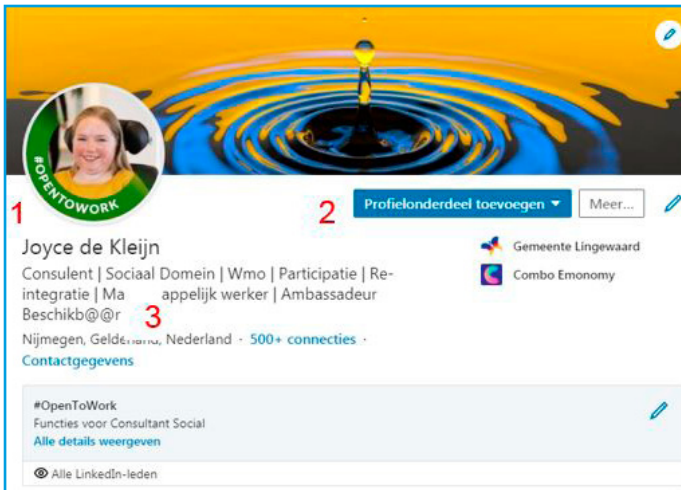 #OPENTOWORK
1
2
Profielonderdeel toevoegen
Meer...
Joyce de Kleijn
Gemeente Lingewaard
Combo Emonomy
Consulent | Sociaal Domein | Wmo | Participatie | Re-
integratie | Ma appelijk werker | Ambassadeur
Beschikb@@r
3
Nijmegen, Gelderland, Nederland · 500+ connecties ·
Contactgegevens
#OpenToWork
Functies voor Consultant Social
Alle details weergeven
Alle LinkedIn-leden